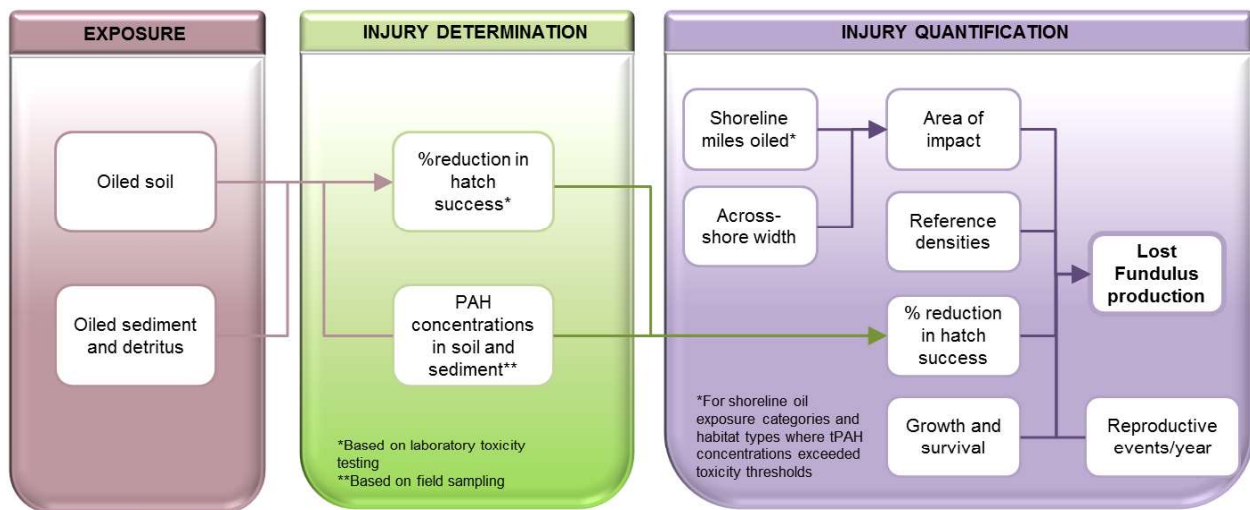 EXPOSURE
Oiled soil
Oiled sediment
and detritus
INJURY DETERMINATION
%reduction in
hatch
success*
PAH
concentrations
in soil and
sediment**
*Based on laboratory toxicity
testing
**Based on field sampling
INJURY QUANTIFICATION
Shoreline
miles oiled*
Across-
shore width
Area of
impact
Reference
densities
% reduction
in hatch
success
Growth and
survival
Lost
Fundulus
production
Reproductive
events/year
*For shoreline oil
exposure categories and
habitat types where tPAH
concentrations exceeded
toxicity thresholds